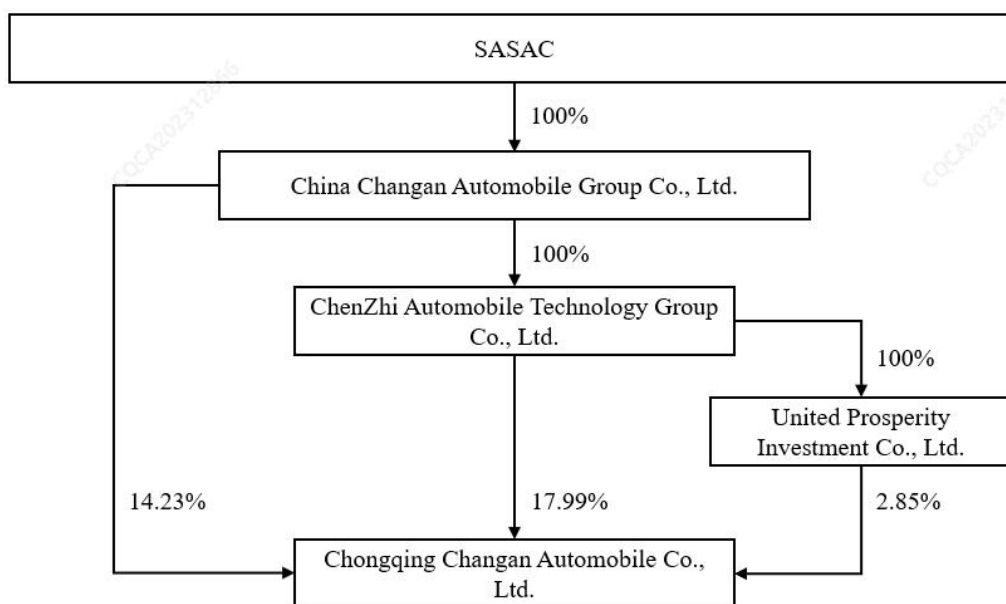 SASAC
100%
China Changan Automobile Group Co., Ltd.
100%
ChenZhi Automobile Technology Group
Co., Ltd.
100%
United Prosperity
Investment Co., Ltd.
14.23%
17.99%
2.85%
Chongqing Changan Automobile Co.,
Ltd.